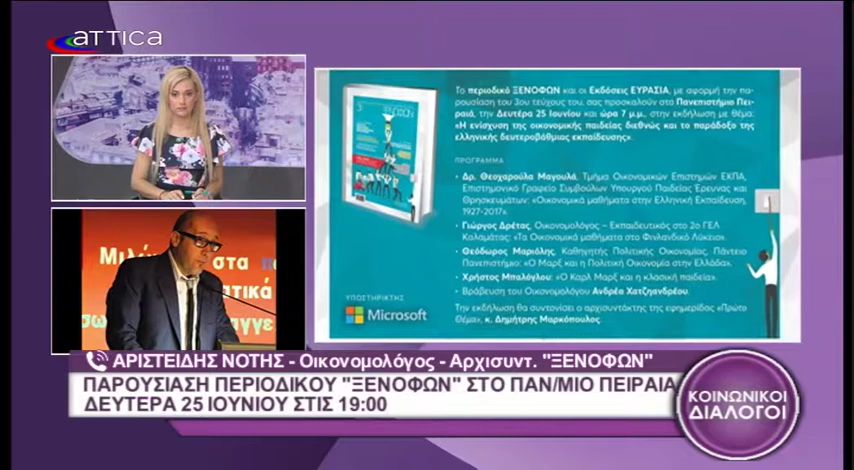 ATTICA
Το περιοδικό ΞΕΝΟΦΩΝ και οι Εκδόσεις ΕΥΡΑΣΙΑ, με αφορμή την πα-
ρουσίαση του 3ου τεύχους του, σας προσκαλούν στο Πανεπιστήμιο Πει-
ραιά, την Δευτέρα 25 Ιουνίου και ώρα 7 μ.μ., στην εκδήλωση με θέμα:
«Η ενίσχυση της οικονομικής παιδείας διεθνώς και το παράδοξο της
ελληνικής δευτεροβάθμιας εκπαίδευσης».
ΠΡΟΓΡΑΜΜΑ
• Δρ. Θεοχαρούλα Μαγουλά, Τμήμα Οικονομικών Επιστημών ΕΚΠΑ,
Επιστημονικό Γραφείο Συμβούλων Υπουργού Παιδείας Έρευνας και
Θρησκευμάτων: «Οικονομικά μαθήματα στην Ελληνική Εκπαίδευση,
1927-2017».
• Γιώργος Δρέτας, Οικονομολόγος – Εκπαιδευτικός στο 2ο ΓΕΛ
Καλαμάτας: «Τα Οικονομικά μαθήματα στο Φινλανδικό Λύκειο».
• Θεόδωρος Μαριόλης, Καθηγητής Πολιτικής Οικονομίας, Πάντειο
Πανεπιστήμιο: «Ο Μαρξ και η Πολιτική Οικονομία στην Ελλάδα».
• Χρήστος Μπαλόγλου: «Ο Καρλ Μαρξ και η κλασική παιδεία».
• Βράβευση του Οικονομολόγου Ανδρέα Χατζηανδρέου.
Την εκδήλωση θα συντονίσει ο αρχισυντάκτης της εφημερίδας «Πρώτο
Θέμα»; κ. Δημήτρης Μαρκόπουλος.
ΥΠΟΣΤΗΡΙΚΤΗΣ
Microsoft
στα
ατικά
αγγε
ΑΡΙΣΤΕΙΔΗΣ ΝΟΤΗΣ - Οικονομολόγος - Αρχισυντ. "ΞΕΝΟΦΩΝ"
ΠΑΡΟΥΣΙΑΣΗ ΠΕΡΙΟΔΙΚΟΥ "ΞΕΝΟΦΩΝ" ΣΤΟ ΠΑΝ/ΜΙΟ ΠΕΙΡΑΙΑ
ΔΕΥΤΕΡΑ 25 ΙΟΥΝΙΟΥ ΣΤΙΣ 19:00
ΚΟΙΝΩΝΙΚΟΙ
ΔΙΑΛΟΓΟΙ